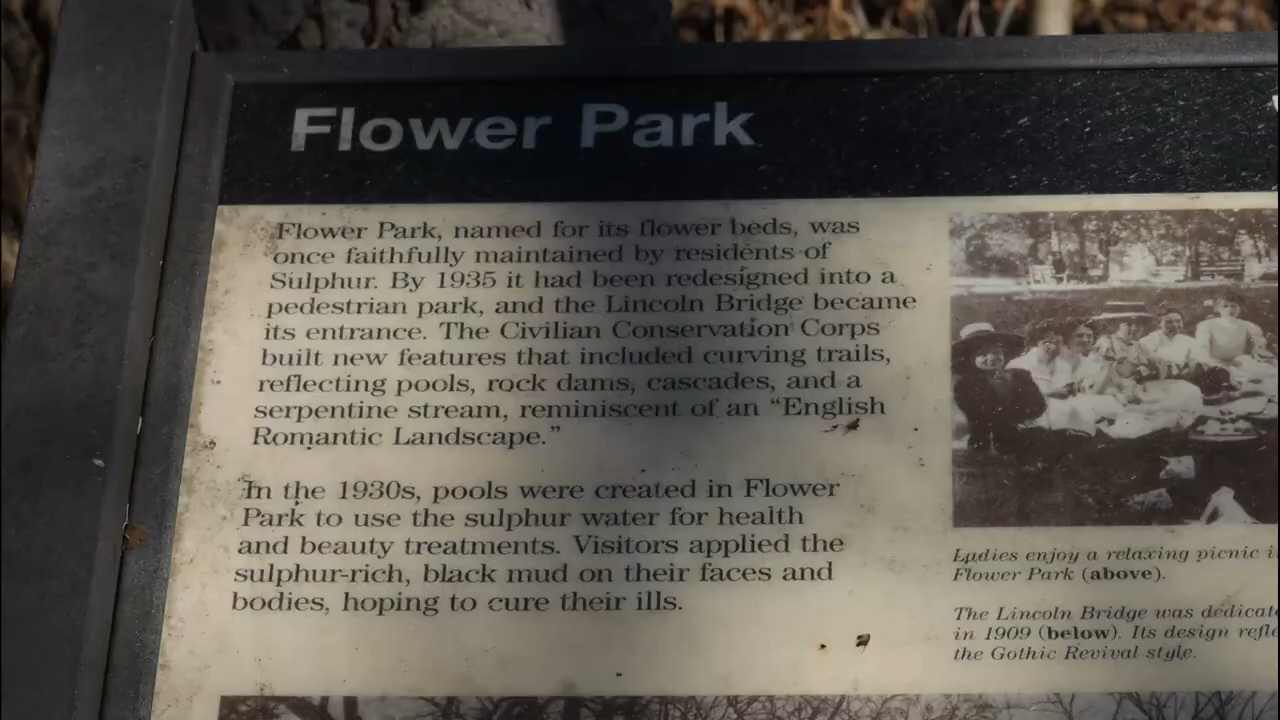 Flower Park
Flower Park, named for its flower beds, was
once faithfully maintained by residents of
Sulphur. By 1935 it had been redesigned into a
pedestrian park, and the Lincoln Bridge became
its entrance. The Civilian Conservation Corps
built new features that included curving trails,
reflecting pools, rock dams, cascades, and a
serpentine stream, reminiscent of an “English
Romantic Landscape.”
In the 1930s, pools were created in Flower
Park to use the sulphur water for health
and beauty treatments. Visitors applied the
sulphur-rich, black mud on their faces and
bodies, hoping to cure their ills.
Ladies enjoy a relaxing picnic
Flower Park (above).
The Lincoln Bridge was
in 1909 (below). Its design
the Gothic Revival style.